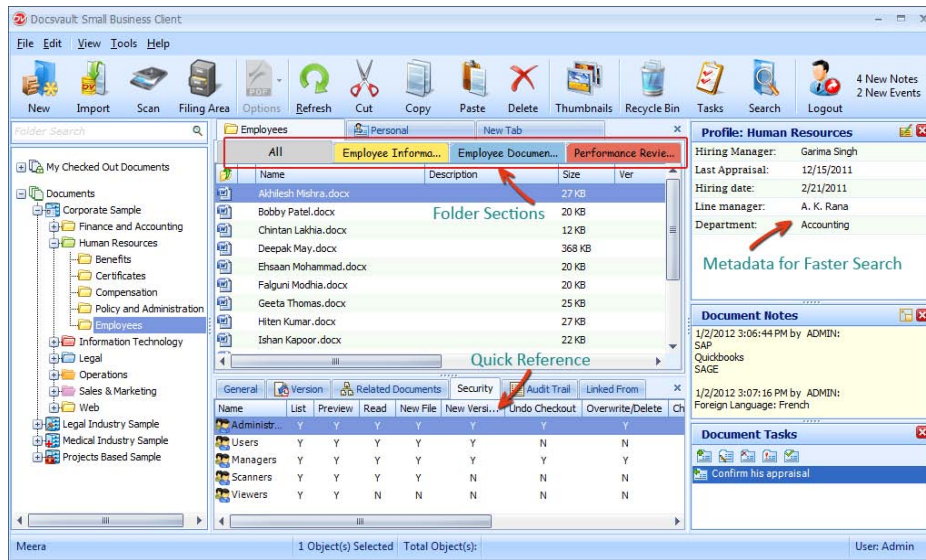 Docsvault Small Business Client
File Edit View Tools Help
New Import Scan Filing Area Options Refresh Cut Copy Paste Delete Thumbnails Recycle Bin Tasks Search Logout
4 New Notes
2 New Events
Folder Search
My Checked Out Documents
Documents
Corporate Sample
Finance and Accounting
Human Resources
Benefits
Certificates
Compensation
Policy and Administration
Employees
Information Technology
Legal
Operations
Sales & Marketing
Web
Legal Industry Sample
Medical Industry Sample
Projects Based Sample
Employees Personal New Tab
All Employee Informa... Employee Documen... Performance Revie...
Name Description Size Ver
Akhilesh Mishra.docx 27 KB
Bobby Patel.docx 20 KB
Chintan Lakhia.docx 12 KB
Deepak May.docx 368 KB
Ehsaan Mohammad.docx 20 KB
Falguni Modhia.docx 20 KB
Geeta Thomas.docx 25 KB
Hiten Kumar.docx 27 KB
Ishan Kapoor.docx 22 KB
Folder Sections
Quick Reference
General Version Related Documents Security Audit Trail Linked From
Name List Preview Read New File New Versi... Undo Checkout Overwrite/Delete Ch
Administr... Y Y Y Y Y Y Y
Users Y Y Y Y Y N N
Managers Y Y Y Y Y Y Y
Scanners Y Y Y Y N N N
Viewers Y Y N N N N N
Profile: Human Resources
Hiring Manager: Garima Singh
Last Appraisal: 12/15/2011
Hiring date: 2/21/2011
Line manager: A. K. Rana
Department: Accounting
Metadata for Faster Search
Document Notes
1/2/2012 3:06:44 PM by ADMIN:
SAP
Quickbooks
SAGE
1/2/2012 3:07:16 PM by ADMIN:
Foreign Language: French
Document Tasks
Confirm his appraisal
Meera 1 Object(s) Selected Total Object(s): User: Admin